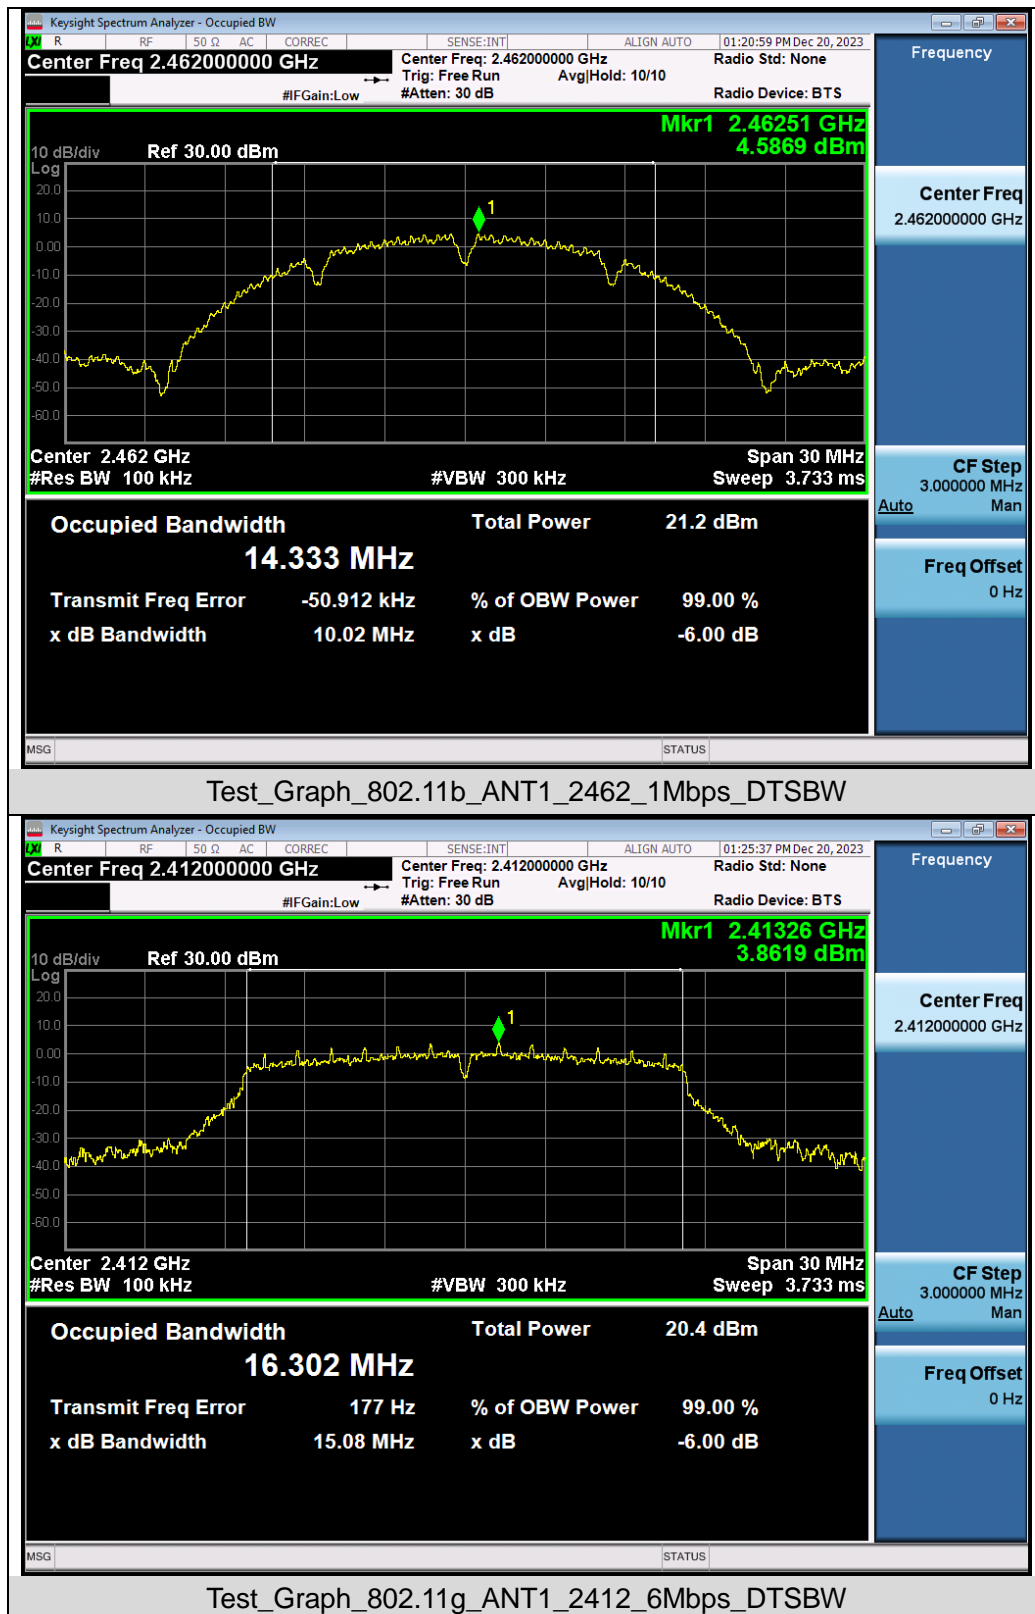 Keysight Spectrum Analyzer - Occupied BW
LXI R RF 50 Ω AC CORREC SENSE:INT ALIGN AUTO 01:20:59 PM Dec 20, 2023
Center Freq 2.462000000 GHz
Center Freq: 2.462000000 GHz Radio Std: None
Trig: Free Run Avg|Hold: 10/10
#IFGain:Low #Atten: 30 dB Radio Device: BTS
Frequency
Mkr1 2.46251 GHz
4.5869 dBm
10 dB/div Ref 30.00 dBm
Log
20.0
10.0
0.00
-10.0
-20.0
-30.0
-40.0
-50.0
-60.0
1
Center 2.462 GHz Span 30 MHz
#Res BW 100 kHz #VBW 300 kHz Sweep 3.733 ms
Center Freq
2.462000000 GHz
CF Step
3.000000 MHz
Auto Man
Freq Offset
0 Hz
Occupied Bandwidth Total Power 21.2 dBm
14.333 MHz
Transmit Freq Error -50.912 kHz % of OBW Power 99.00 %
x dB Bandwidth 10.02 MHz x dB -6.00 dB
MSG STATUS
Test_Graph_802.11b_ANT1_2462_1Mbps_DTSBW
Keysight Spectrum Analyzer - Occupied BW
LXI R RF 50 Ω AC CORREC SENSE:INT ALIGN AUTO 01:25:37 PM Dec 20, 2023
Center Freq 2.412000000 GHz
Center Freq: 2.412000000 GHz Radio Std: None
Trig: Free Run Avg|Hold: 10/10
#IFGain:Low #Atten: 30 dB Radio Device: BTS
Frequency
Mkr1 2.41326 GHz
3.8619 dBm
10 dB/div Ref 30.00 dBm
Log
20.0
10.0
0.00
-10.0
-20.0
-30.0
-40.0
-50.0
-60.0
1
Center 2.412 GHz Span 30 MHz
#Res BW 100 kHz #VBW 300 kHz Sweep 3.733 ms
Center Freq
2.412000000 GHz
CF Step
3.000000 MHz
Auto Man
Freq Offset
0 Hz
Occupied Bandwidth Total Power 20.4 dBm
16.302 MHz
Transmit Freq Error 177 Hz % of OBW Power 99.00 %
x dB Bandwidth 15.08 MHz x dB -6.00 dB
MSG STATUS
Test_Graph_802.11g_ANT1_2412_6Mbps_DTSBW